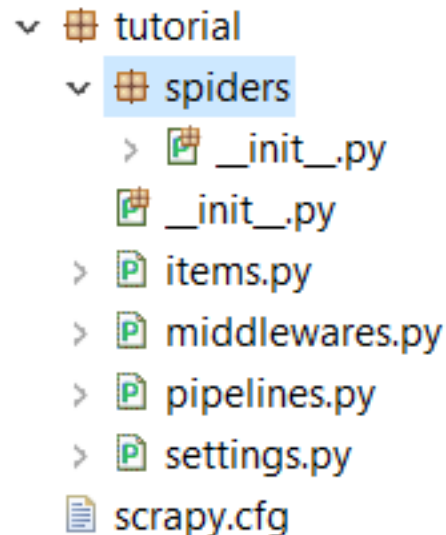 tutorial
spiders
__init__.py
__init__.py
items.py
middlewares.py
pipelines.py
settings.py
scrapy.cfg